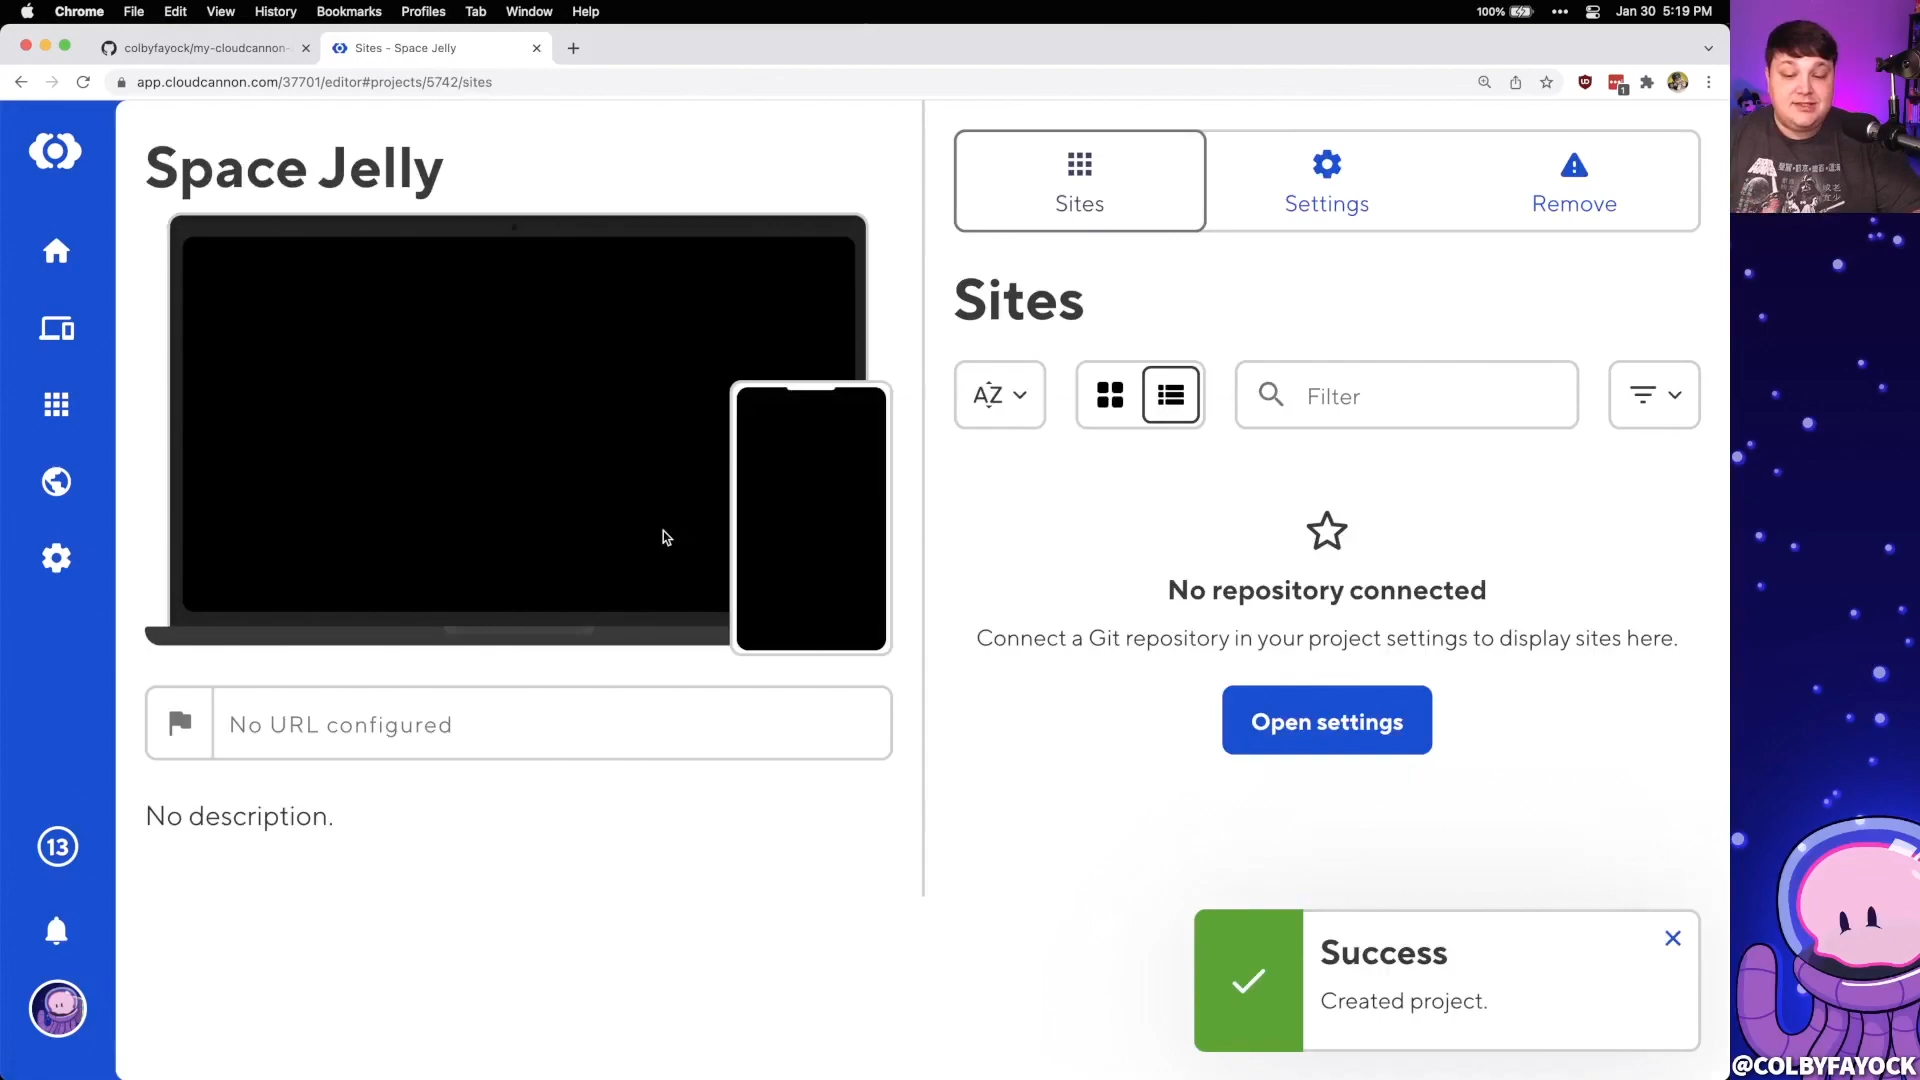 Chrome File Edit View History Bookmarks Profiles Tab Window Help
100% Jan 30 5:19 PM
colbyfayock/my-cloudcannon-
Sites - Space Jelly
app.cloudcannon.com/37701/editor#projects/5742/sites
1
Space Jelly
Sites
Settings
Remove
Sites
AZ
Filter
No repository connected
Connect a Git repository in your project settings to display sites here.
Open settings
No URL configured
No description.
13
Success
Created project.
@COLBYFAYOCK